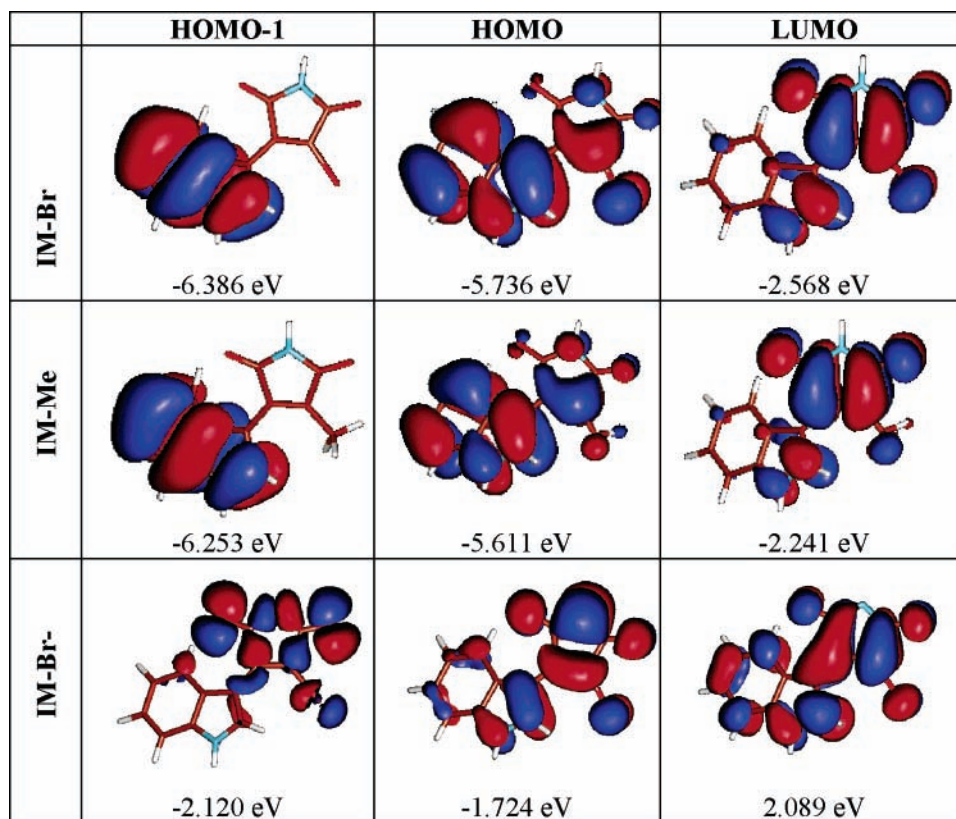 HOMO-1 HOMO LUMO
IM-Br
-6.386 eV -5.736 eV -2.568 eV
IM-Me
-6.253 eV -5.611 eV -2.241 eV
IM-Br-
-2.120 eV -1.724 eV 2.089 eV